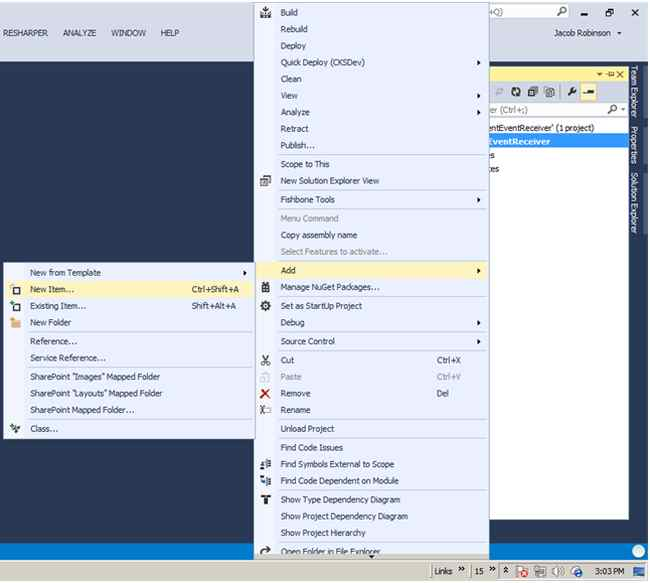 +Q)
RESHARPER ANALYZE WINDOW HELP
Jacob Robinson
Build
Rebuild
Deploy
Quick Deploy (CKSDev)
Clean
View
Analyze
Retract
Publish...
Scope to This
New Solution Explorer View
Fishbone Tools
Menu Command
Copy assembly name
Select Features to activate...
Add
Manage NuGet Packages...
Set as StartUp Project
Debug
Source Control
Cut Ctrl+X
Paste Ctrl+V
Remove Del
Rename
Unload Project
Find Code Issues
Find Symbols External to Scope
Find Code Dependent on Module
Show Type Dependency Diagram
Show Project Dependency Diagram
Show Project Hierarchy
Open Folder in File Explorer
New from Template
New Item... Ctrl+Shift+A
Existing Item... Shift+Alt+A
New Folder
Reference...
Service Reference...
SharePoint "Images" Mapped Folder
SharePoint "Layouts" Mapped Folder
SharePoint Mapped Folder...
Class...
er (Ctrl+;)
entEventReceiver' (1 project)
EventReceiver
es
tes
Team Explorer
Properties
Solution Explorer
Links » 15 » 3:03 PM